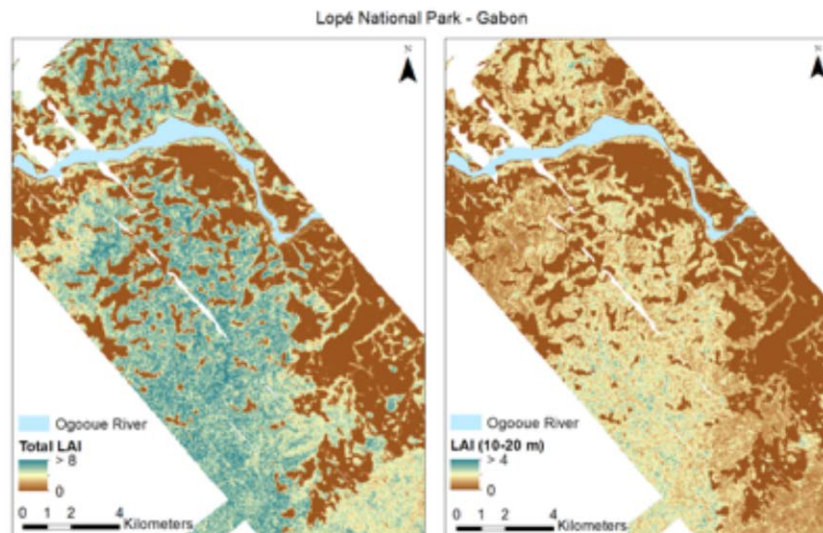 Lopé National Park - Gabon
N
Ogooue River
Total LAI
> 8
0
0 1 2 4
Kilometers
N
Ogooue River
LAI (10-20 m)
> 4
0
0 1 2 4
Kilometers